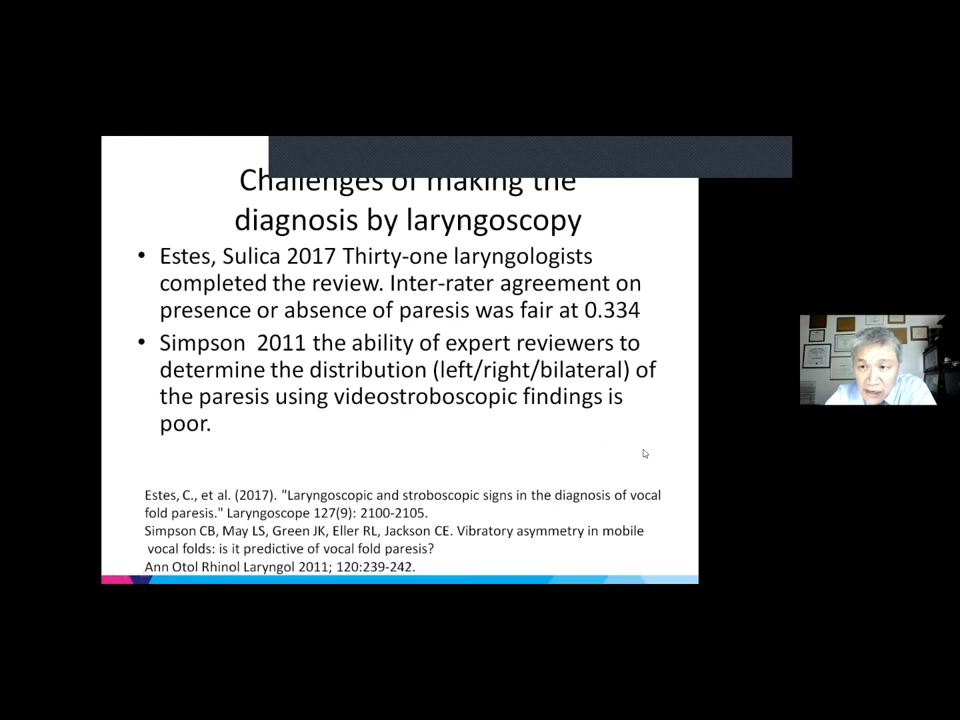 Challenges of making the
diagnosis by laryngoscopy
• Estes, Sulica 2017 Thirty-one laryngologists
completed the review. Inter-rater agreement on
presence or absence of paresis was fair at 0.334
• Simpson  2011 the ability of expert reviewers to
determine the distribution (left/right/bilateral) of
the paresis using videostroboscopic findings is
poor.
Estes, C., et al. (2017). "Laryngoscopic and stroboscopic signs in the diagnosis of vocal
fold paresis." Laryngoscope 127(9): 2100-2105.
Simpson CB, May LS, Green JK, Eller RL, Jackson CE. Vibratory asymmetry in mobile
vocal folds: is it predictive of vocal fold paresis?
Ann Otol Rhinol Laryngol 2011; 120:239-242.